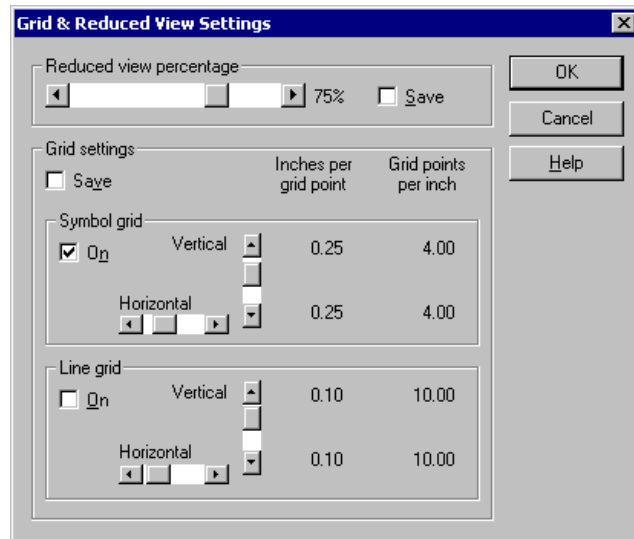 Grid & Reduced View Settings
Reduced view percentage
75%
Save
OK
Cancel
Help
Grid settings
Save
Inches per grid point
Grid points per inch
Symbol grid
On
Vertical
0.25
4.00
Horizontal
0.25
4.00
Line grid
On
Vertical
0.10
10.00
Horizontal
0.10
10.00